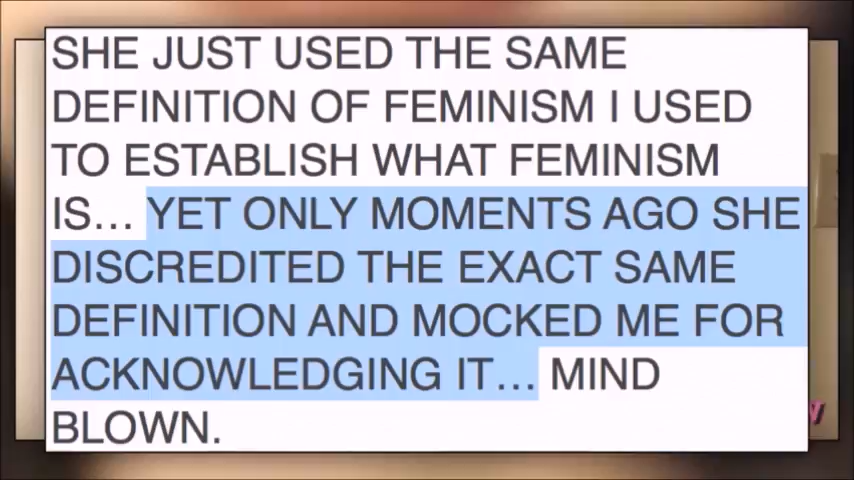 SHE JUST USED THE SAME
DEFINITION OF FEMINISM I USED
TO ESTABLISH WHAT FEMINISM
IS... YET ONLY MOMENTS AGO SHE
DISCREDITED THE EXACT SAME
DEFINITION AND MOCKED ME FOR
ACKNOWLEDGING IT... MIND
BLOWN.